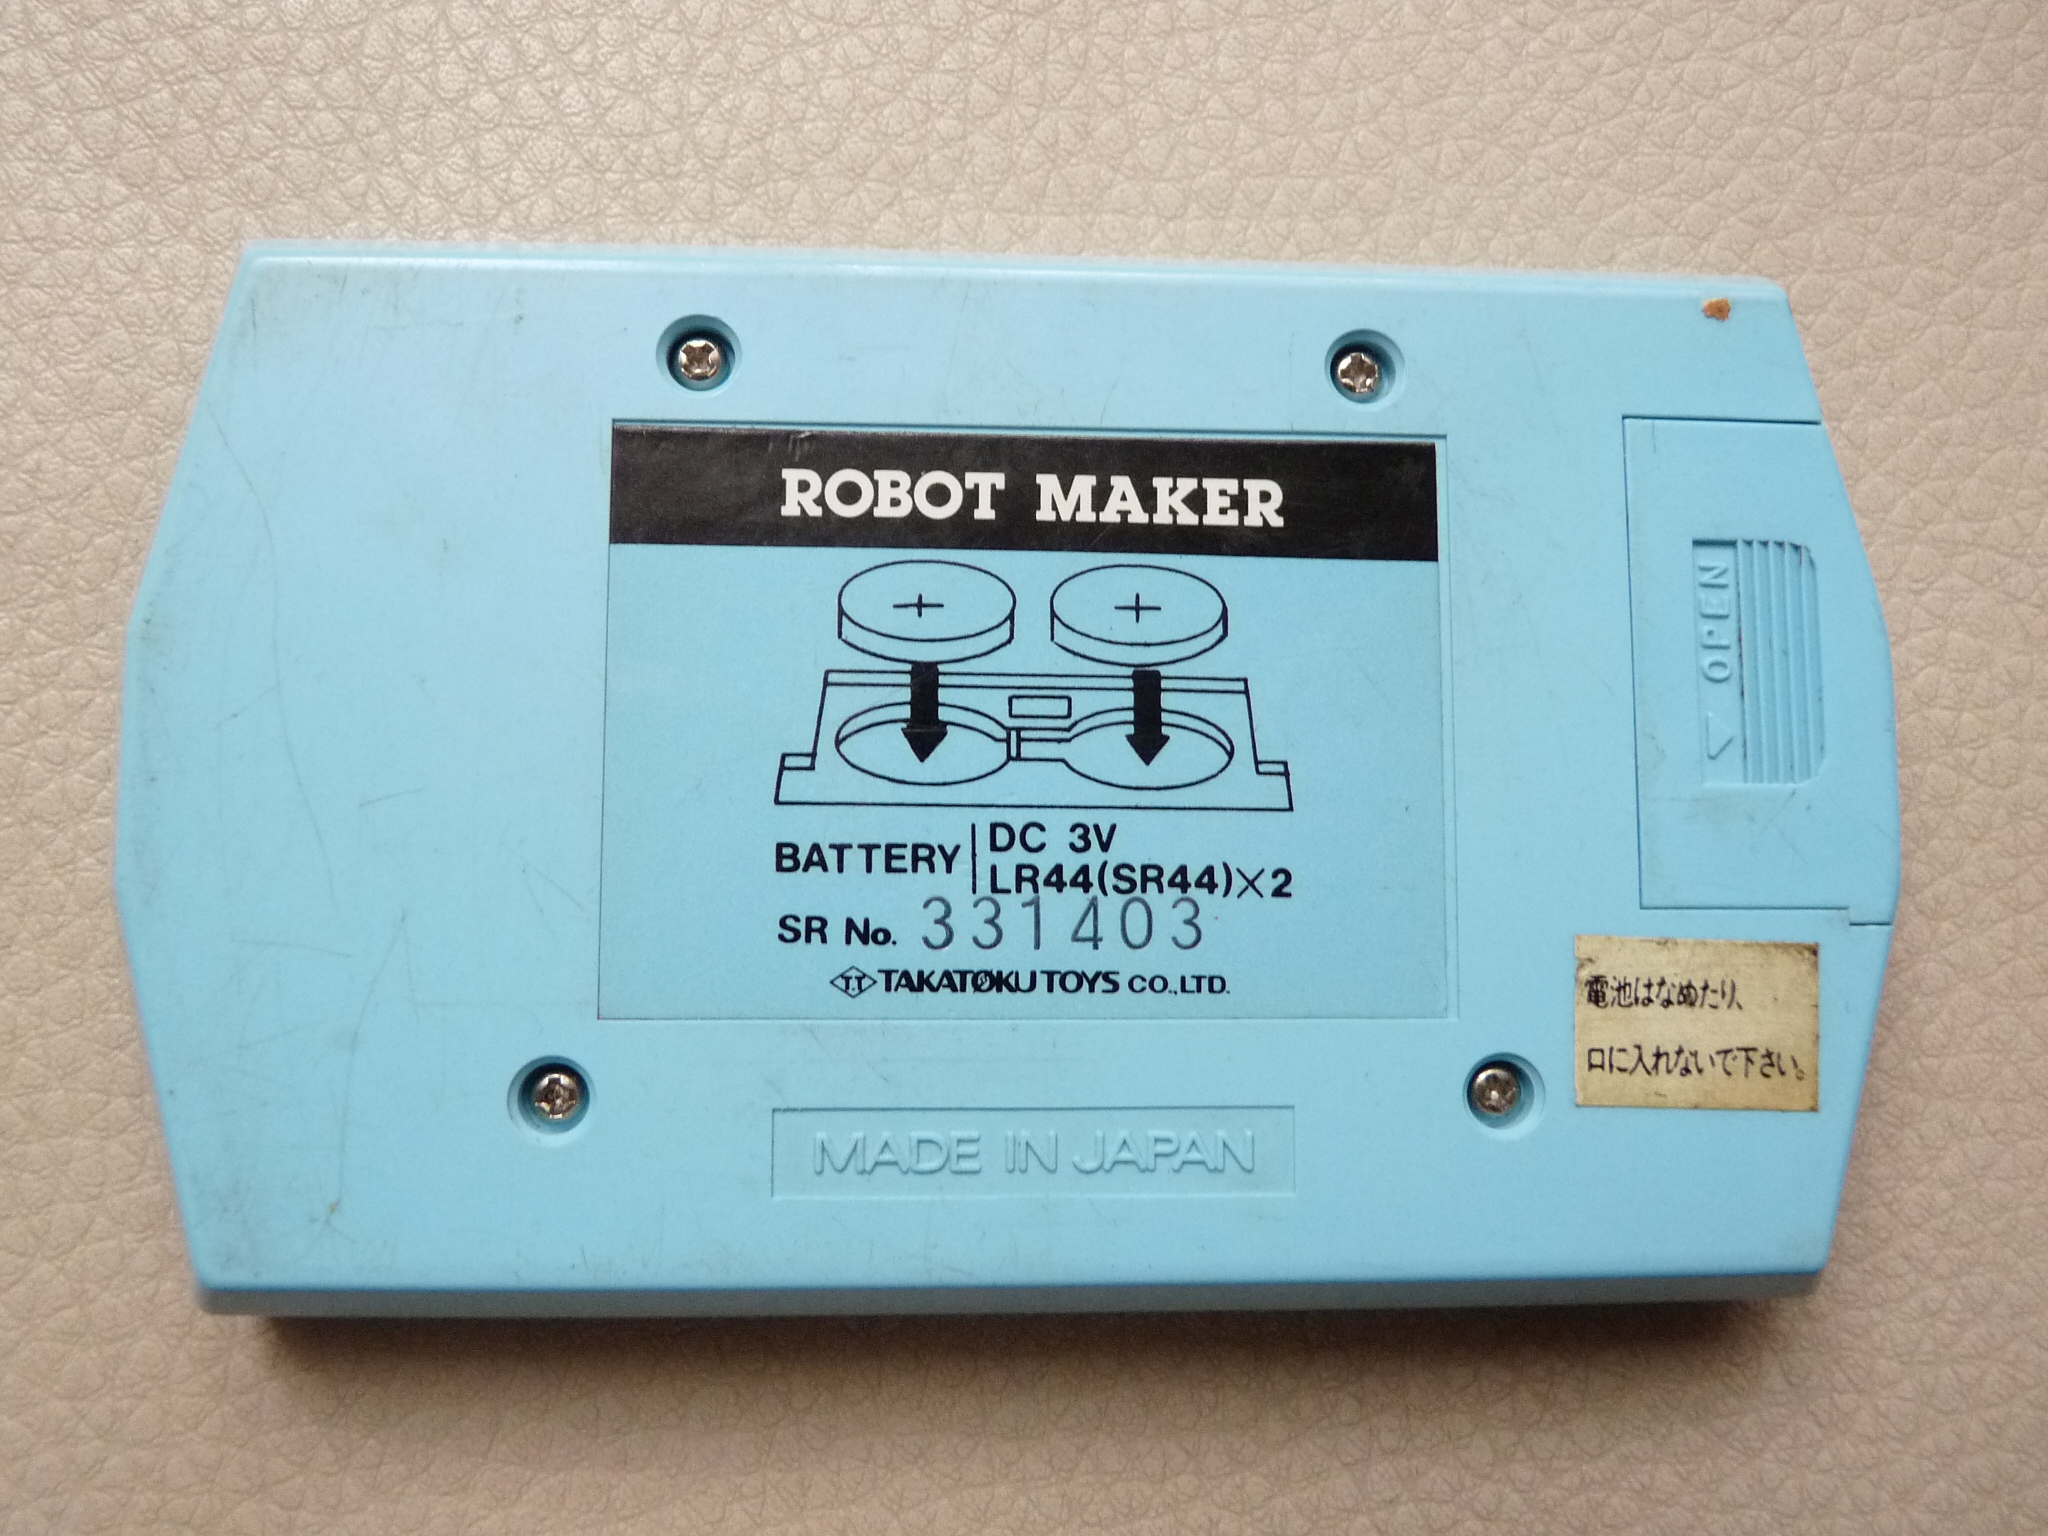 ROBOT MAKER
+ +
BATTERY DC 3V
LR44(SR44)×2
SR No. 331403
T.T TAKATOKU TOYS CO.,LTD.
OPEN
電池はなめたり、
口に入れないで下さい。
MADE IN JAPAN